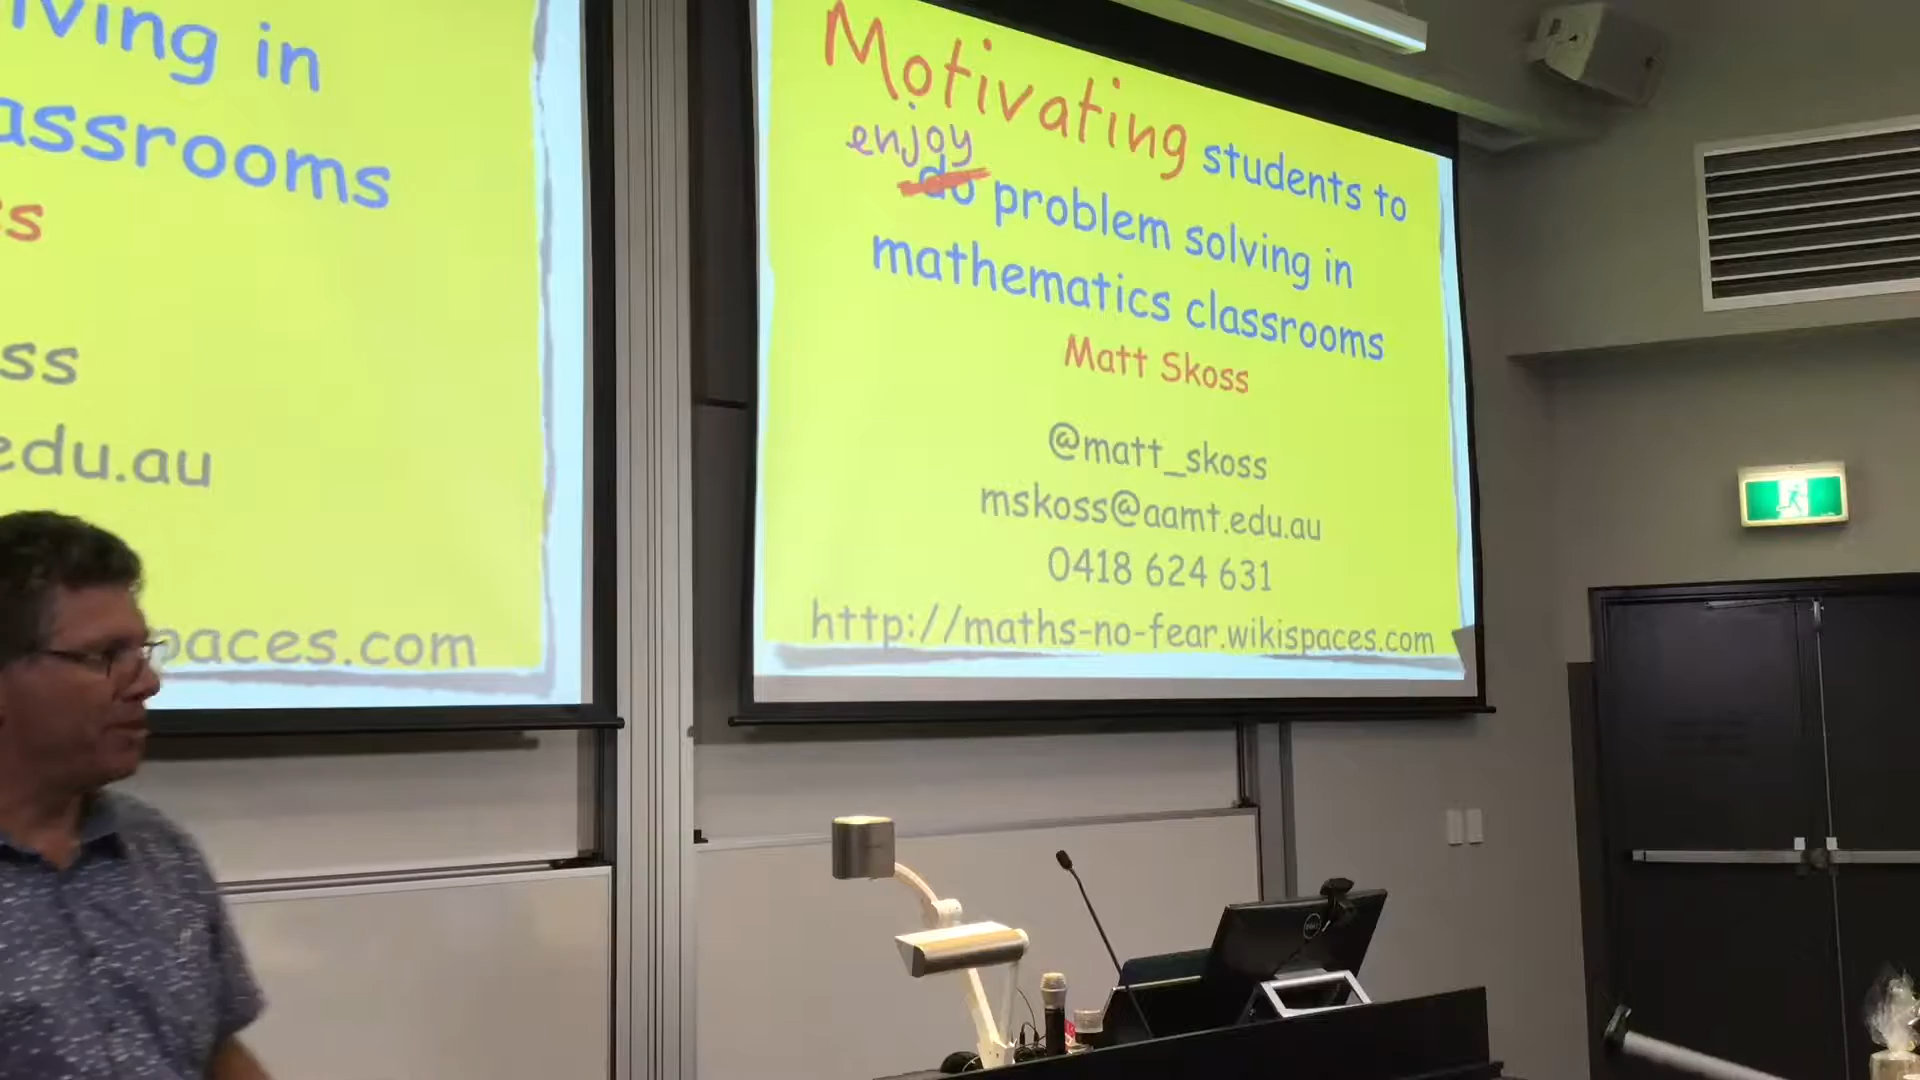 lving in
assrooms
s
ss
edu.au
paces.com
Motivating students to
enjoy
do problem solving in
mathematics classrooms
Matt Skoss
@matt_skoss
mskoss@aamt.edu.au
0418 624 631
http://maths-no-fear.wikispaces.com
DELL